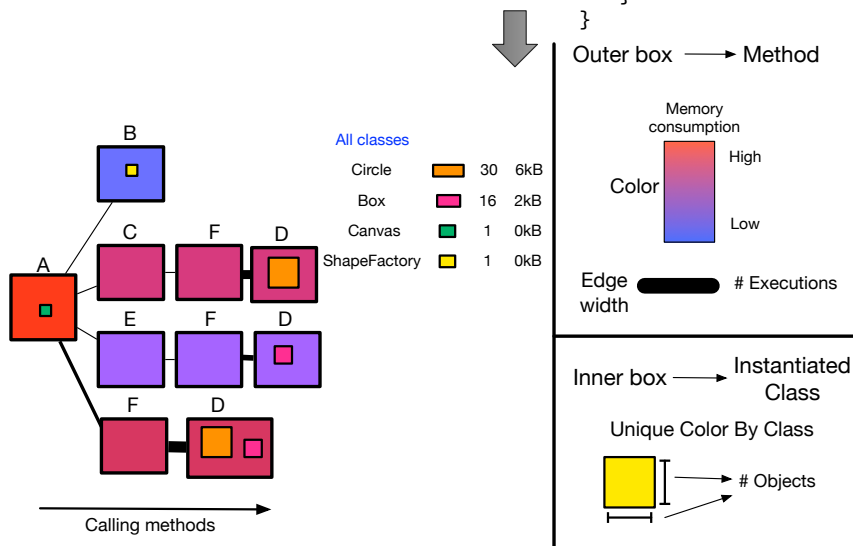 }
}
Outer box Method
Memory
consumption
High
Color
Low
Edge
width
# Executions
Inner box Instantiated
Class
Unique Color By Class
# Objects
B
All classes
Circle 30 6kB
Box 16 2kB
Canvas 1 0kB
ShapeFactory 1 0kB
C F D
A
E F D
F D
Calling methods